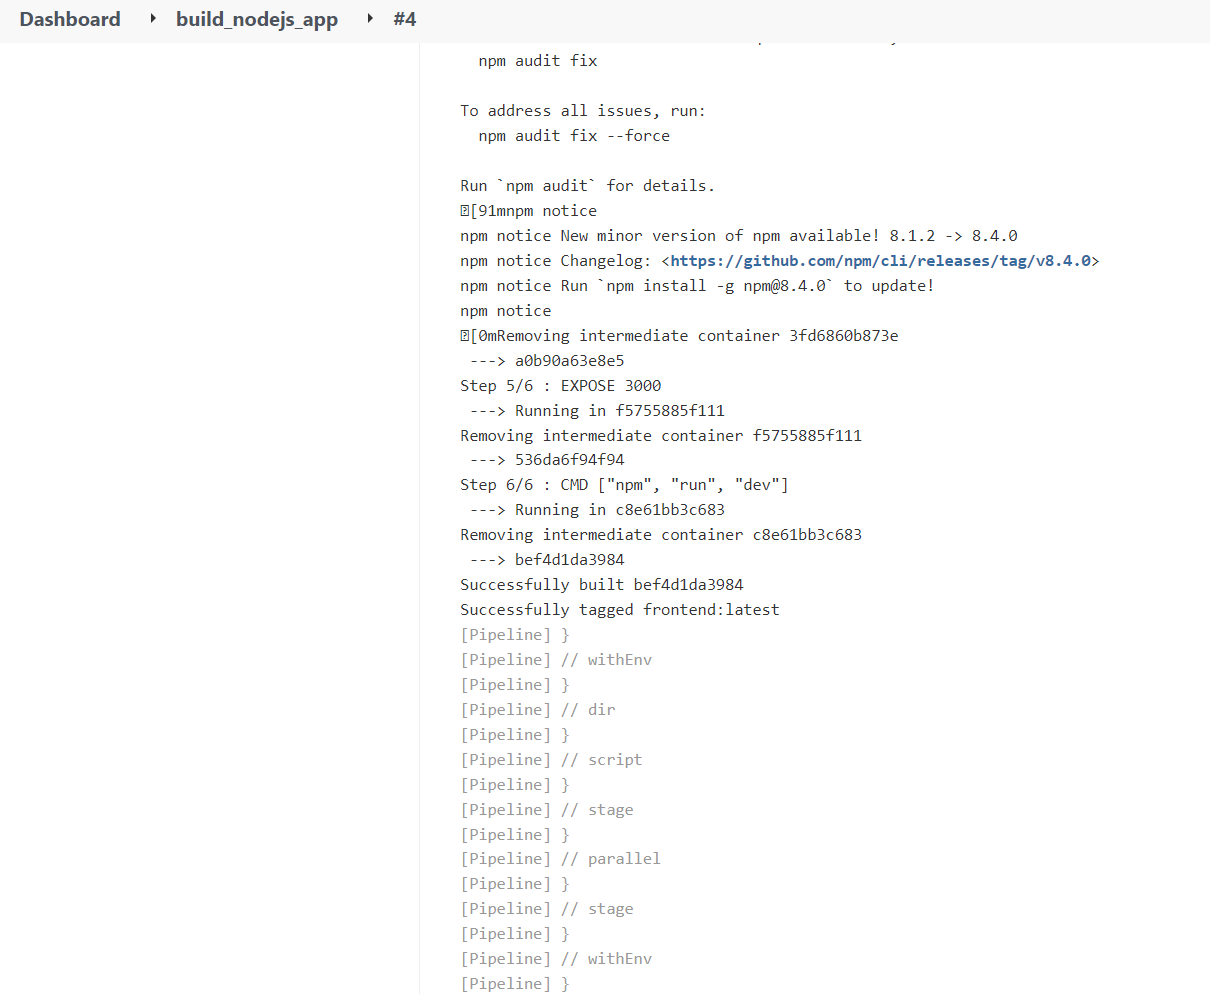 Dashboard build_nodejs_app #4
npm audit fix
To address all issues, run:
npm audit fix --force
Run `npm audit` for details.
[91mnpm notice
npm notice New minor version of npm available! 8.1.2 -> 8.4.0
npm notice Changelog: <https://github.com/npm/cli/releases/tag/v8.4.0>
npm notice Run `npm install -g npm@8.4.0` to update!
npm notice
[0mRemoving intermediate container 3fd6860b873e
---> a0b90a63e8e5
Step 5/6 : EXPOSE 3000
---> Running in f5755885f111
Removing intermediate container f5755885f111
---> 536da6f94f94
Step 6/6 : CMD ["npm", "run", "dev"]
---> Running in c8e61bb3c683
Removing intermediate container c8e61bb3c683
---> bef4d1da3984
Successfully built bef4d1da3984
Successfully tagged frontend:latest
[Pipeline] }
[Pipeline] // withEnv
[Pipeline] }
[Pipeline] // dir
[Pipeline] }
[Pipeline] // script
[Pipeline] }
[Pipeline] // stage
[Pipeline] }
[Pipeline] // parallel
[Pipeline] }
[Pipeline] // stage
[Pipeline] }
[Pipeline] // withEnv
[Pipeline] }